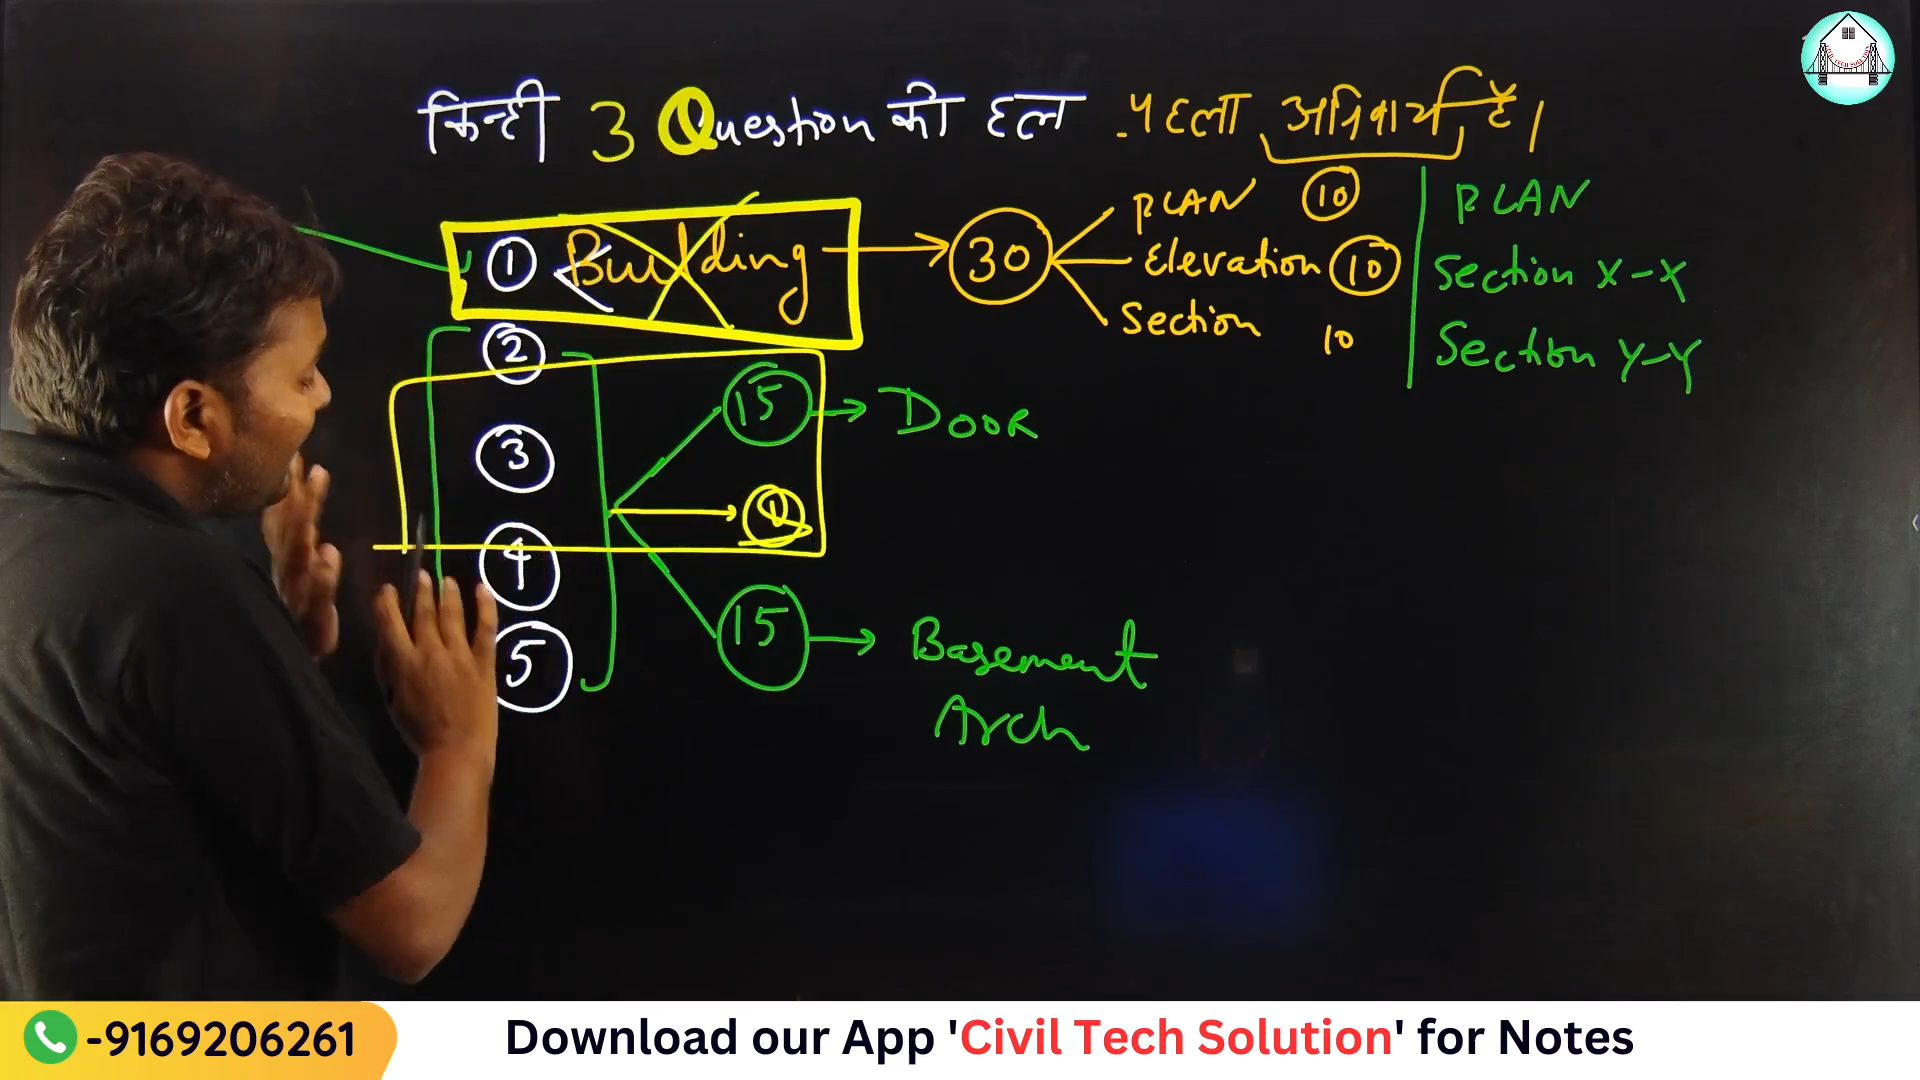 किन्ही 3 Question को हल पहला अनिवार्य है।
① Building → 30
PLAN 10
Elevation 10
Section 10
PLAN
Section X-X
Section Y-Y
②
③
④
⑤
15 → Door
15 → Basement
Arch
-9169206261
Download our App 'Civil Tech Solution' for Notes